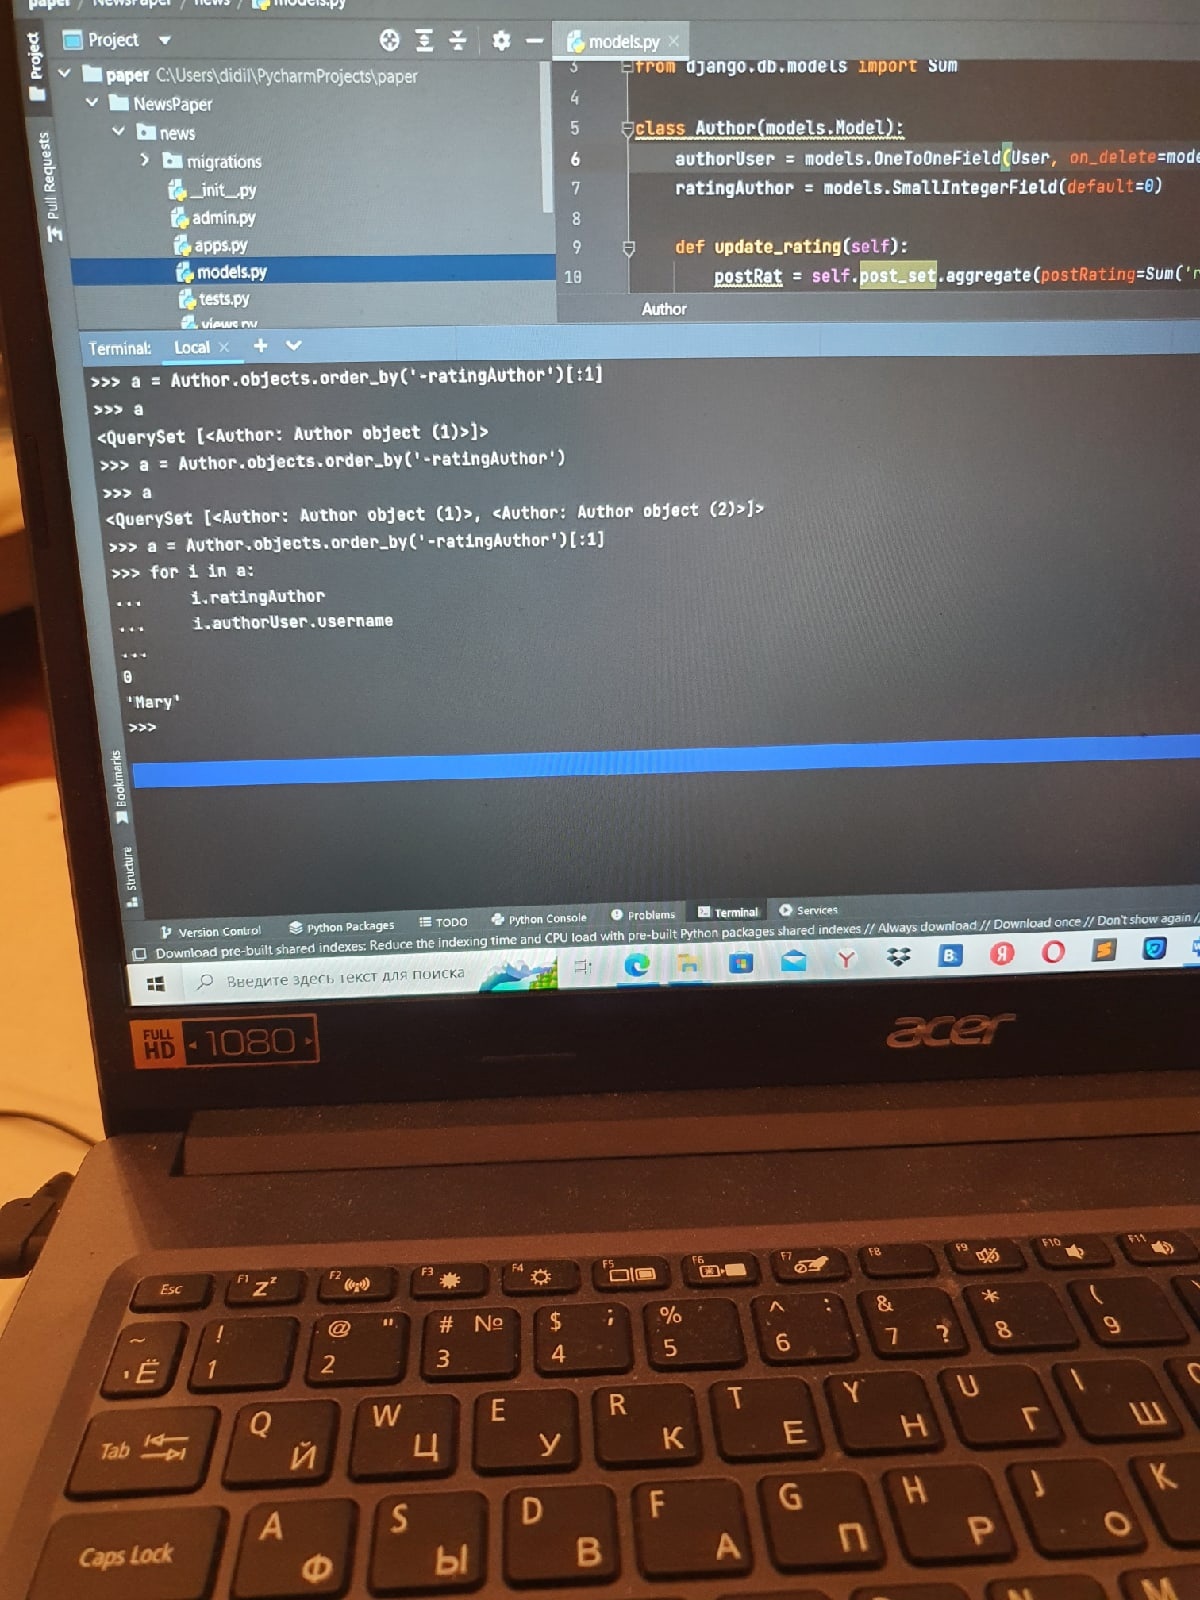 paper / NewsPaper / news / models.py
Project
Project
models.py
paper C:\Users\didil\PycharmProjects\paper
NewsPaper
news
migrations
__init__.py
admin.py
apps.py
models.py
tests.py
views.py
Pull Requests
3 from django.db.models import Sum
4
5 class Author(models.Model):
6 authorUser = models.OneToOneField(User, on_delete=mode
7 ratingAuthor = models.SmallIntegerField(default=0)
8
9 def update_rating(self):
10 postRat = self.post_set.aggregate(postRating=Sum('r
Author
Terminal: Local
>>> a = Author.objects.order_by('-ratingAuthor')[:1]
>>> a
<QuerySet [<Author: Author object (1)>]>
>>> a = Author.objects.order_by('-ratingAuthor')
>>> a
<QuerySet [<Author: Author object (1)>, <Author: Author object (2)>]>
>>> a = Author.objects.order_by('-ratingAuthor')[:1]
>>> for i in a:
... i.ratingAuthor
... i.authorUser.username
...
0
'Mary'
>>>
Bookmarks
Structure
Version Control Python Packages TODO Python Console Problems Terminal Services
Download pre-built shared indexes: Reduce the indexing time and CPU load with pre-built Python packages shared indexes // Always download // Download once // Don't show again /
Введите здесь текст для поиска
FULL HD 1080
acer
Esc F1 F2 F3 F4 F5 F6 F7 F8 F9 F10 F11
~ ' Ё ! 1 @ " 2 # № 3 $ ; 4 % 5 ^ : 6 & 7 ? * 8 ( 9
Tab Q Й W Ц E У R К T Е Y Н U Г I Ш
Caps Lock A Ф S Ы D В F А G П H Р J О K
М